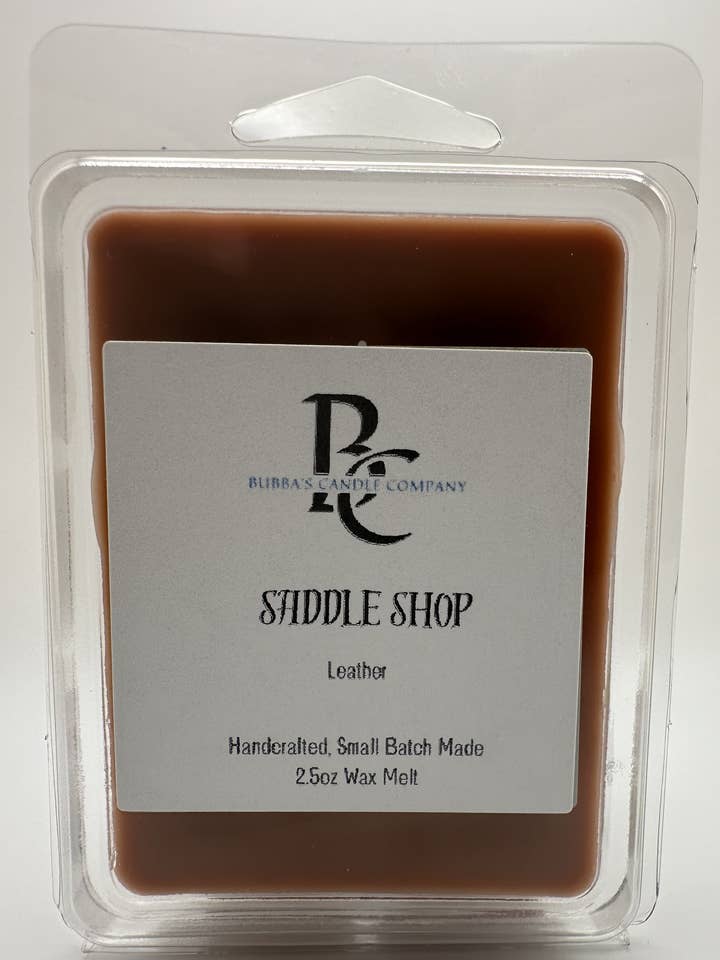 BC
BUBBA'S CANDLE COMPANY
SADDLE SHOP
Leather
Handcrafted, Small Batch Made
2.5oz Wax Melt